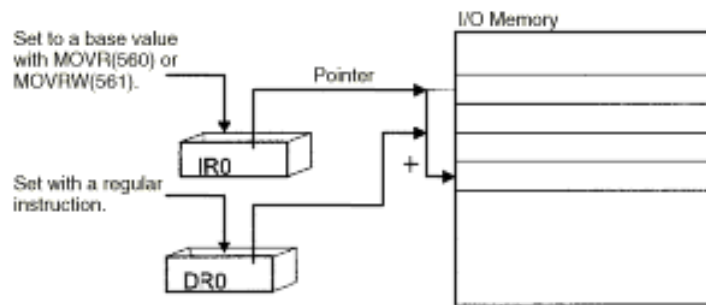 I/O Memory
Set to a base value
with MOVR(560) or
MOVRW(561).
Pointer
IR0
+
Set with a regular
instruction.
DR0